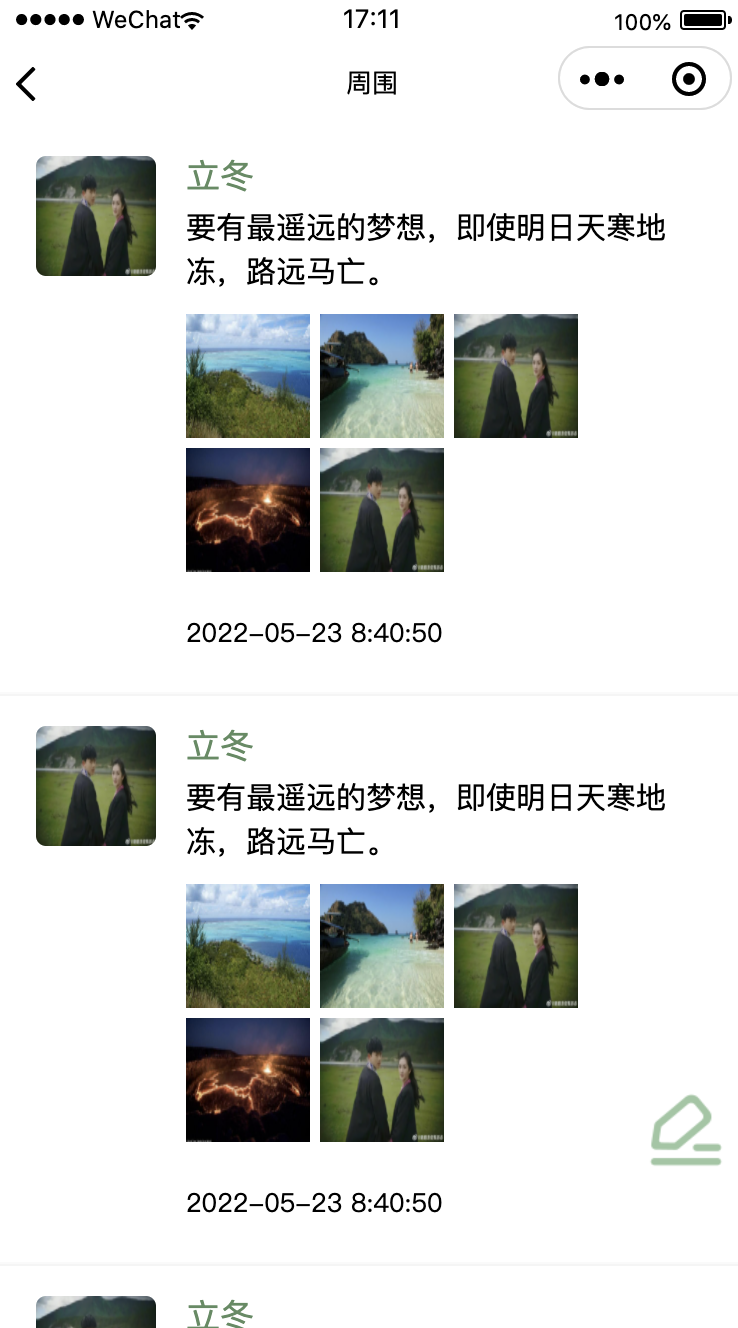 WeChat
17:11
100%
周围
立冬
要有最遥远的梦想，即使明日天寒地
冻，路远马亡。
2022-05-23 8:40:50
立冬
要有最遥远的梦想，即使明日天寒地
冻，路远马亡。
2022-05-23 8:40:50
立冬